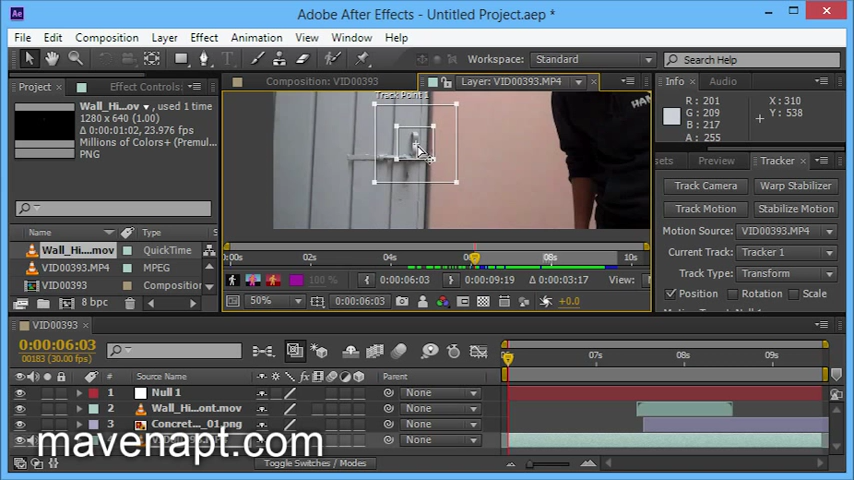 Adobe After Effects - Untitled Project.aep *
File Edit Composition Layer Effect Animation View Window Help
Workspace: Standard Search Help
Project Effect Controls: Composition: VID00393 Layer: VID00393.MP4 Info
Wall_Hi....ov, used 1 time
1280 x 640 (1.00)
Δ 0:00:01:02, 23.976 fps
Millions of Colors+ (Premul
PNG
Track Point 1
R: 201
G: 209
B: 217
A: 255
X: 310
Y: 538
sets Preview Tracker
Track Camera Warp Stabilizer
Track Motion Stabilize Motion
Motion Source: VID00393.MP4
Current Track: Tracker 1
Track Type: Transform
Position Rotation Scale
Name Type
Wall_Hi....mov QuickTime
VID00393.MP4 MPEG
VID00393 Composit
8 bpc
:00s 02s 04s 08s 10s
100 % 0:00:06:03 0:00:09:19 Δ 0:00:03:17 View:
50% 0:00:06:03 +0.0
VID00393
0:00:06:03
00183 (30.00 fps)
07s 08s 09s
# Source Name Parent
1 Null 1 None
2 Wall_Hi...ont.mov None
3 Concret..._01.png None
None
mavenapt.com
Toggle Switches / Modes